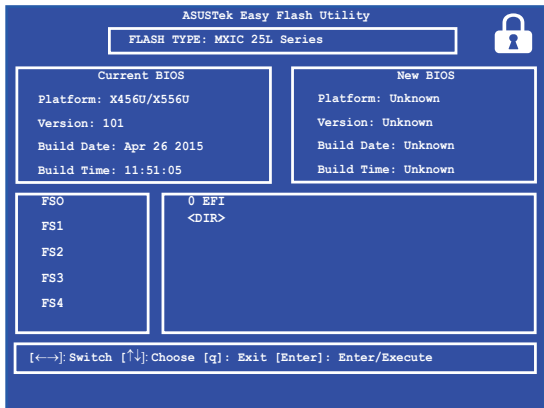 ASUSTek Easy Flash Utility
FLASH TYPE: MXIC 25L Series
Current BIOS
Platform: X456U/X556U
Version: 101
Build Date: Apr 26 2015
Build Time: 11:51:05
New BIOS
Platform: Unknown
Version: Unknown
Build Date: Unknown
Build Time: Unknown
FSO
FS1
FS2
FS3
FS4
0 EFI
<DIR>
[←→]: Switch [↑↓]: Choose [q]: Exit [Enter]: Enter/Execute